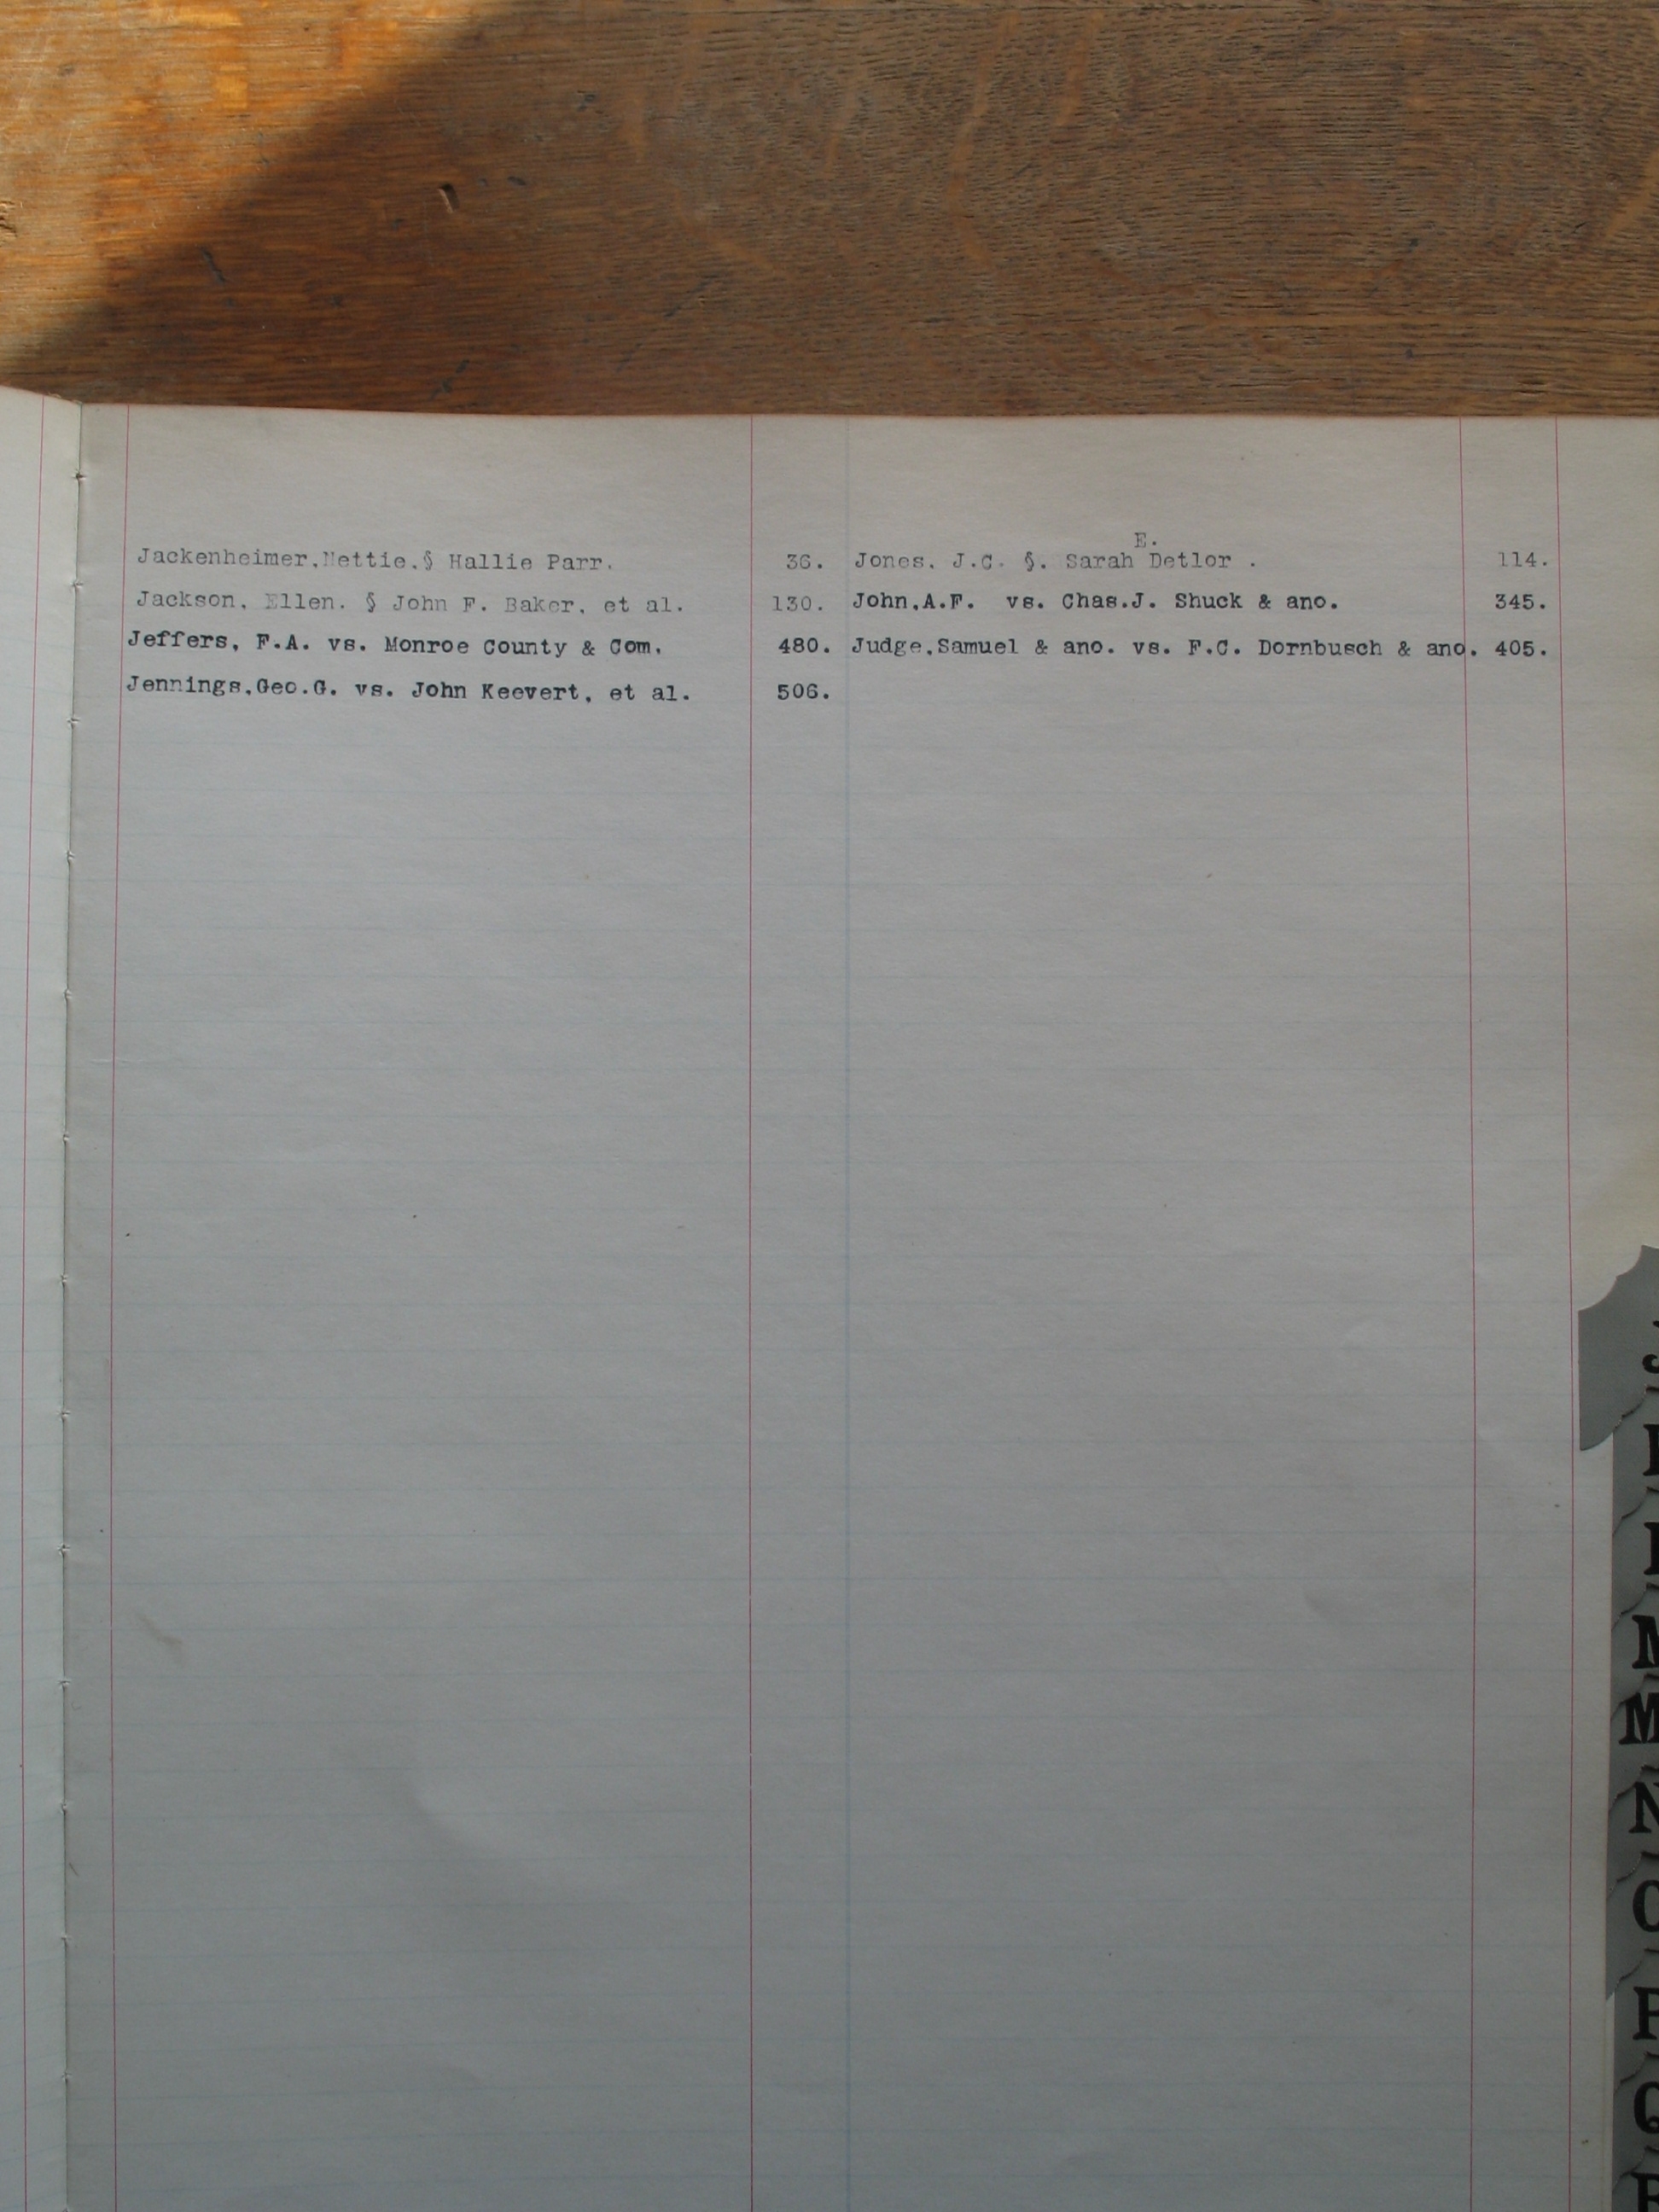 Jackenheimer,Nettie.§ Hallie Parr. 36.
Jackson, Ellen. § John F. Baker, et al. 130.
Jeffers, F.A. vs. Monroe County & Com. 480.
Jennings,Geo.G. vs. John Keevert, et al. 506.
E.
Jones, J.C. §. Sarah Detlor . 114.
John,A.F. vs. Chas.J. Shuck & ano. 345.
Judge,Samuel & ano. vs. F.C. Dornbusch & ano. 405.
J
M
M
N
O
P
Q